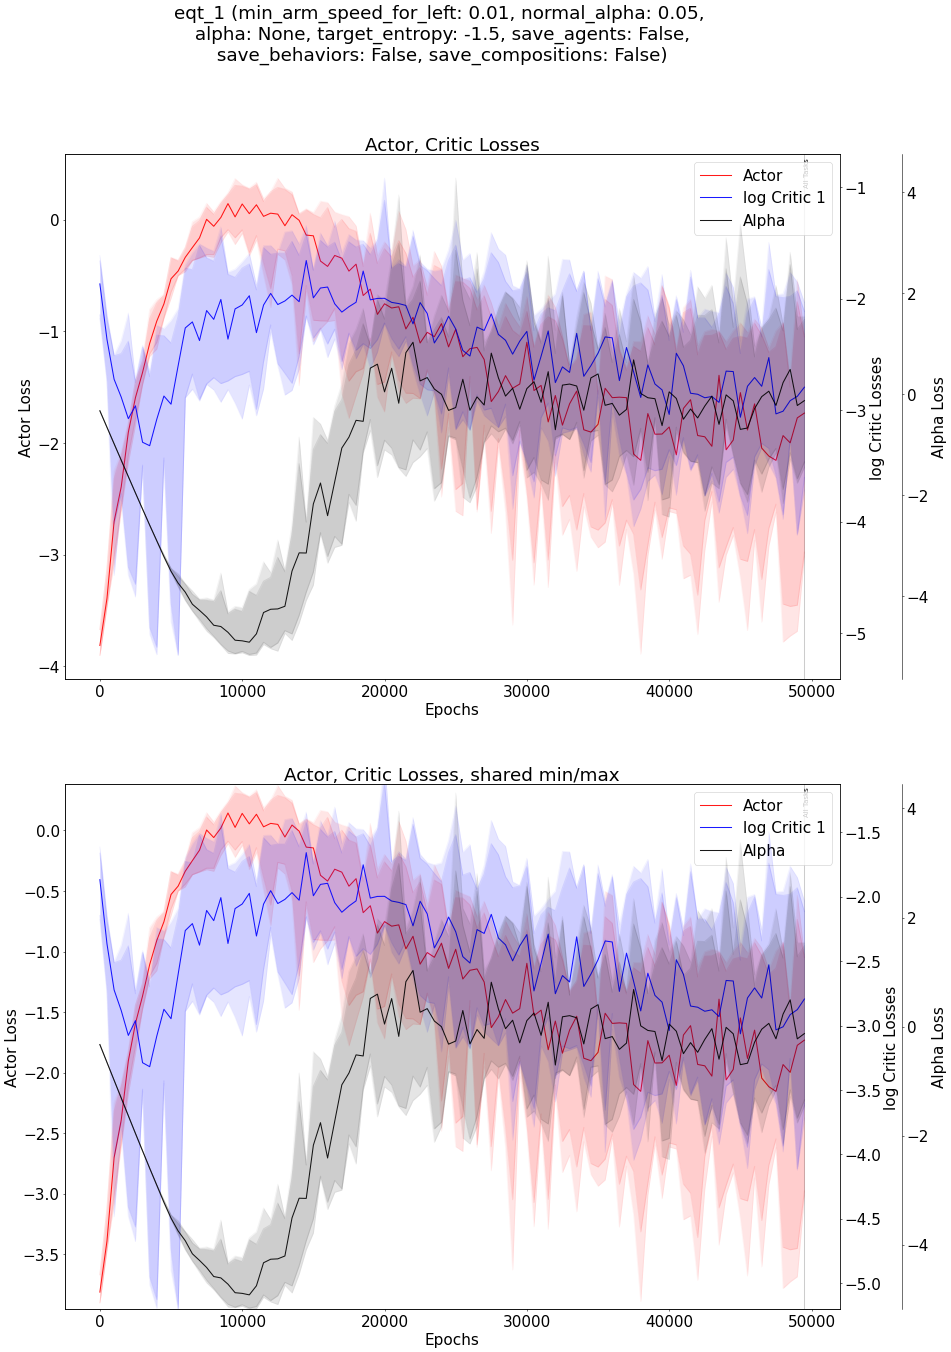 eqt_1 (min_arm_speed_for_left: 0.01, normal_alpha: 0.05,
alpha: None, target_entropy: -1.5, save_agents: False,
save_behaviors: False, save_compositions: False)
Actor, Critic Losses
Actor
log Critic 1
Alpha
All Tasks
0
−1
−2
−3
−4
Actor Loss
−1
−2
−3
−4
−5
log Critic Losses
4
2
0
−2
−4
Alpha Loss
0
10000
20000
30000
40000
50000
Epochs
Actor, Critic Losses, shared min/max
Actor
log Critic 1
Alpha
All Tasks
0.0
−0.5
−1.0
−1.5
−2.0
−2.5
−3.0
−3.5
Actor Loss
−1.5
−2.0
−2.5
−3.0
−3.5
−4.0
−4.5
−5.0
log Critic Losses
4
2
0
−2
−4
Alpha Loss
0
10000
20000
30000
40000
50000
Epochs